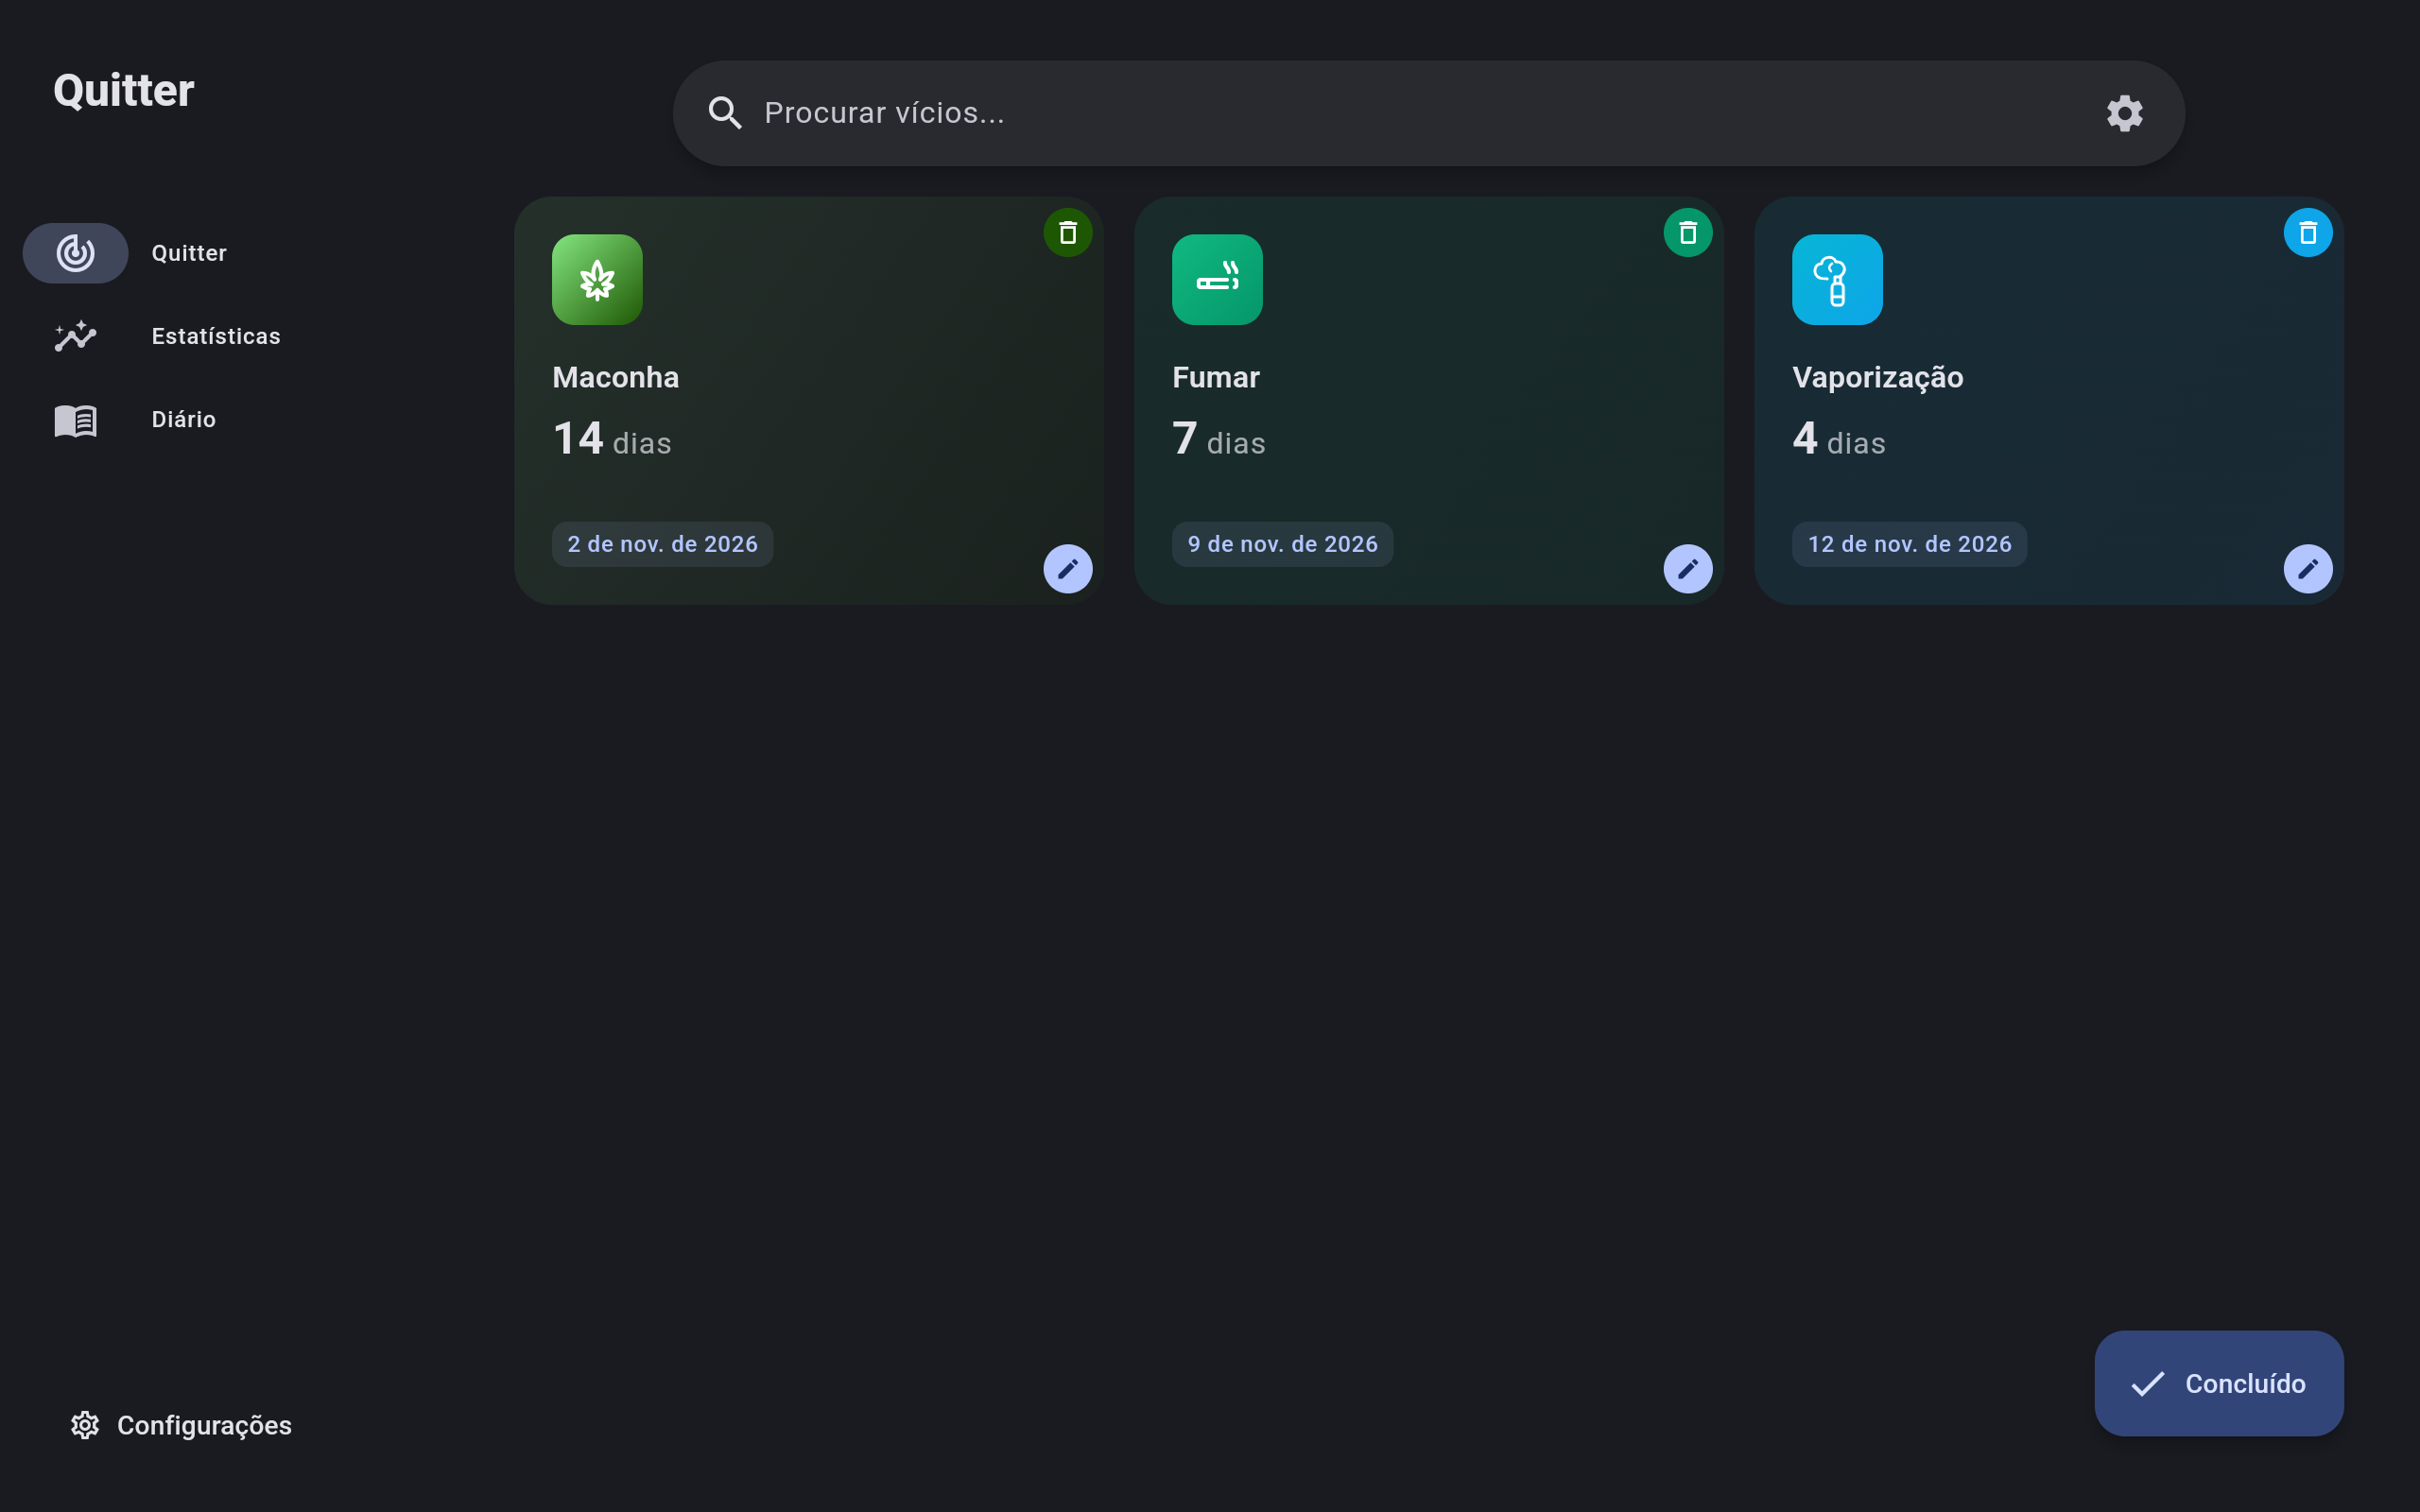 Quitter
Procurar vícios...
Quitter
Estatísticas
Diário
Maconha
14 dias
2 de nov. de 2026
Fumar
7 dias
9 de nov. de 2026
Vaporização
4 dias
12 de nov. de 2026
Concluído
Configurações